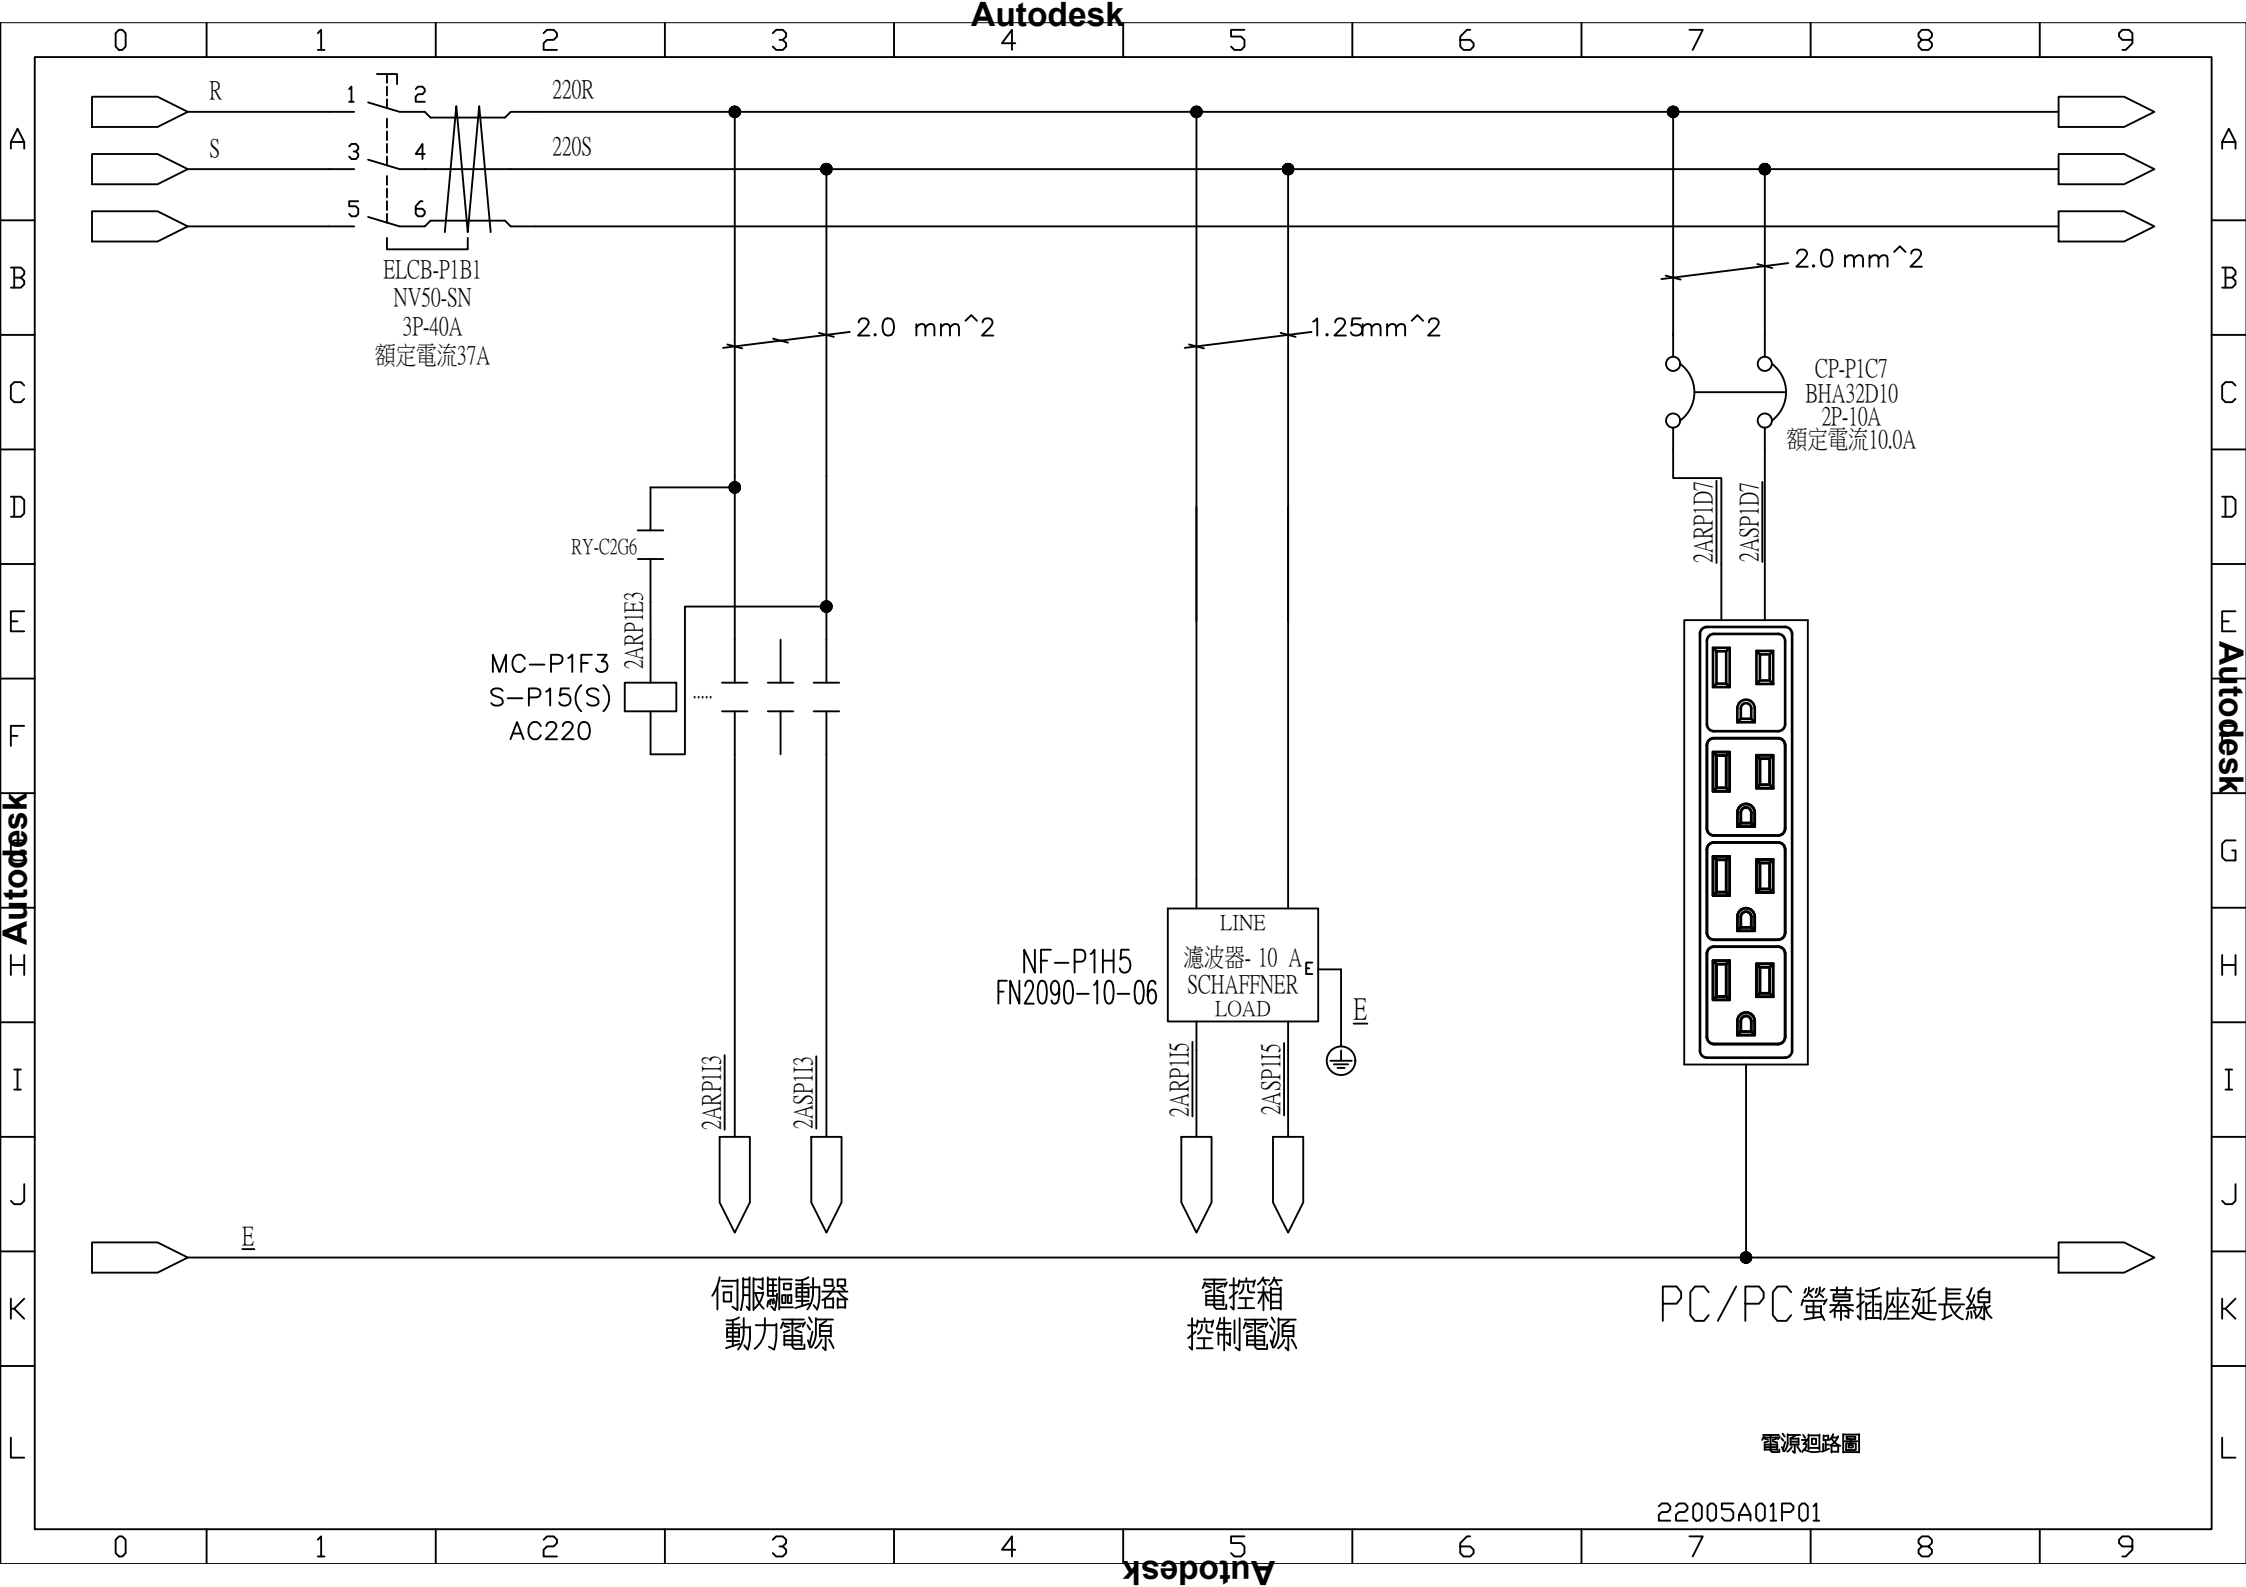 Autodesk
0 1 2 3 4 5 6 7 8 9
R
1 2
220R
A
A
S
3 4
220S
5 6
B
B
ELCB-P1B1
NV50-SN
3P-40A
額定電流37A
2.0 mm^2
1.25mm^2
2.0 mm^2
C
C
CP-P1C7
BHA32D10
2P-10A
額定電流10.0A
D
D
2ARP1D7
2ASP1D7
RY-C2G6
E
E
2ARP1E3
MC-P1F3
S-P15(S)
AC220
Autodesk
F
Autodesk
G
H
H
LINE
濾波器- 10 A
E
SCHAFFNER
LOAD
NF-P1H5
FN2090-10-06
E
I
I
2ARP1I3
2ASP1I3
2ARP1I5
2ASP1I5
J
J
E
K
K
伺服驅動器
動力電源
電控箱
控制電源
PC/PC螢幕插座延長線
L
L
電源迴路圖
22005A01P01
0 1 2 3 4 5 6 7 8 9
Autodesk